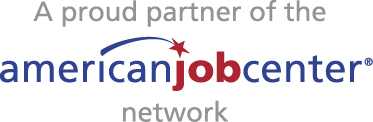 A proud partner of the
americanjobcenter®
network